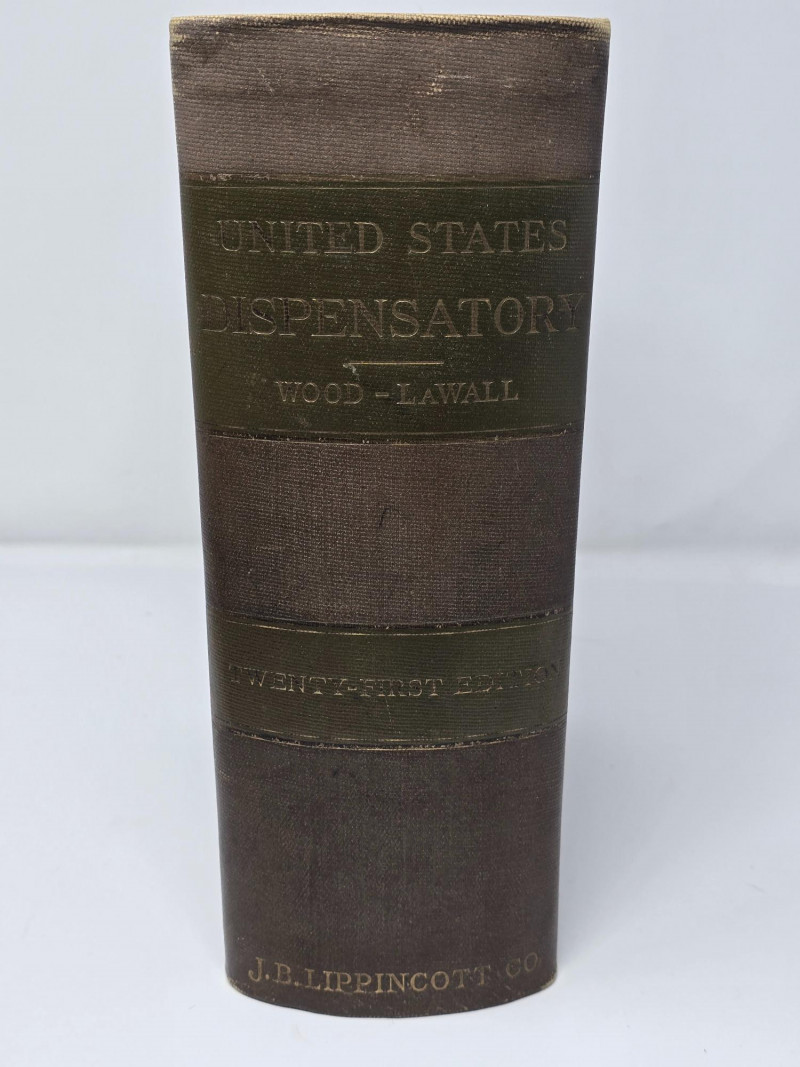 UNITED STATES
DISPENSATORY
WOOD - LAWALL
TWENTY-FIRST EDITION
J.B. LIPPINCOTT CO